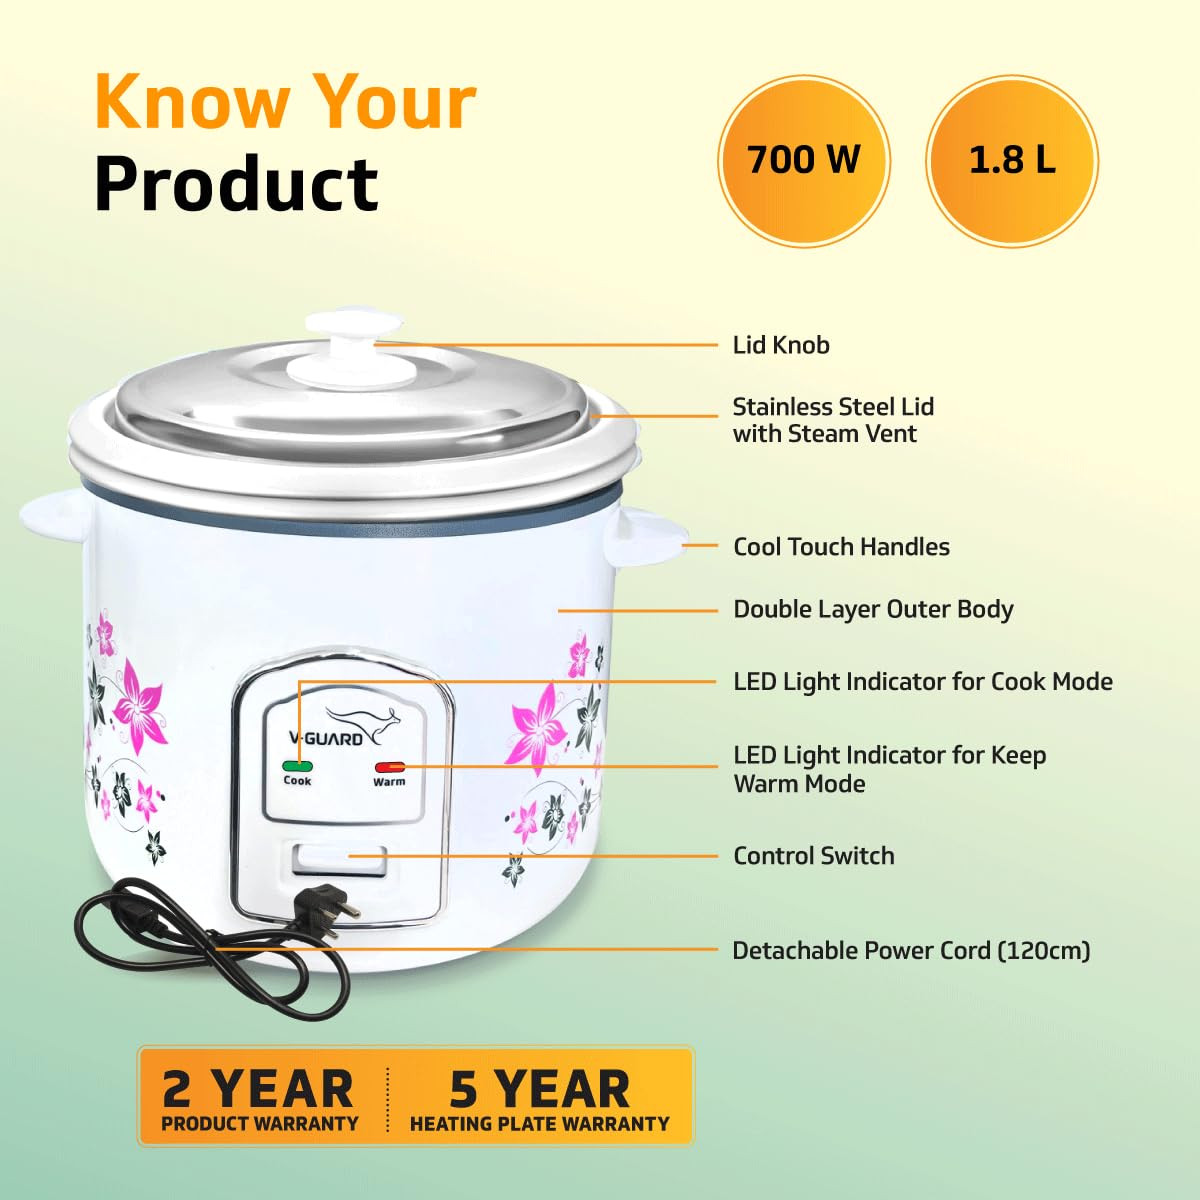 Know Your
Product
700 W
1.8 L
Lid Knob
Stainless Steel Lid
with Steam Vent
Cool Touch Handles
Double Layer Outer Body
LED Light Indicator for Cook Mode
V-GUARD
LED Light Indicator for Keep
Warm Mode
Cook
Warm
Control Switch
Detachable Power Cord (120cm)
2 YEAR
PRODUCT WARRANTY
5 YEAR
HEATING PLATE WARRANTY